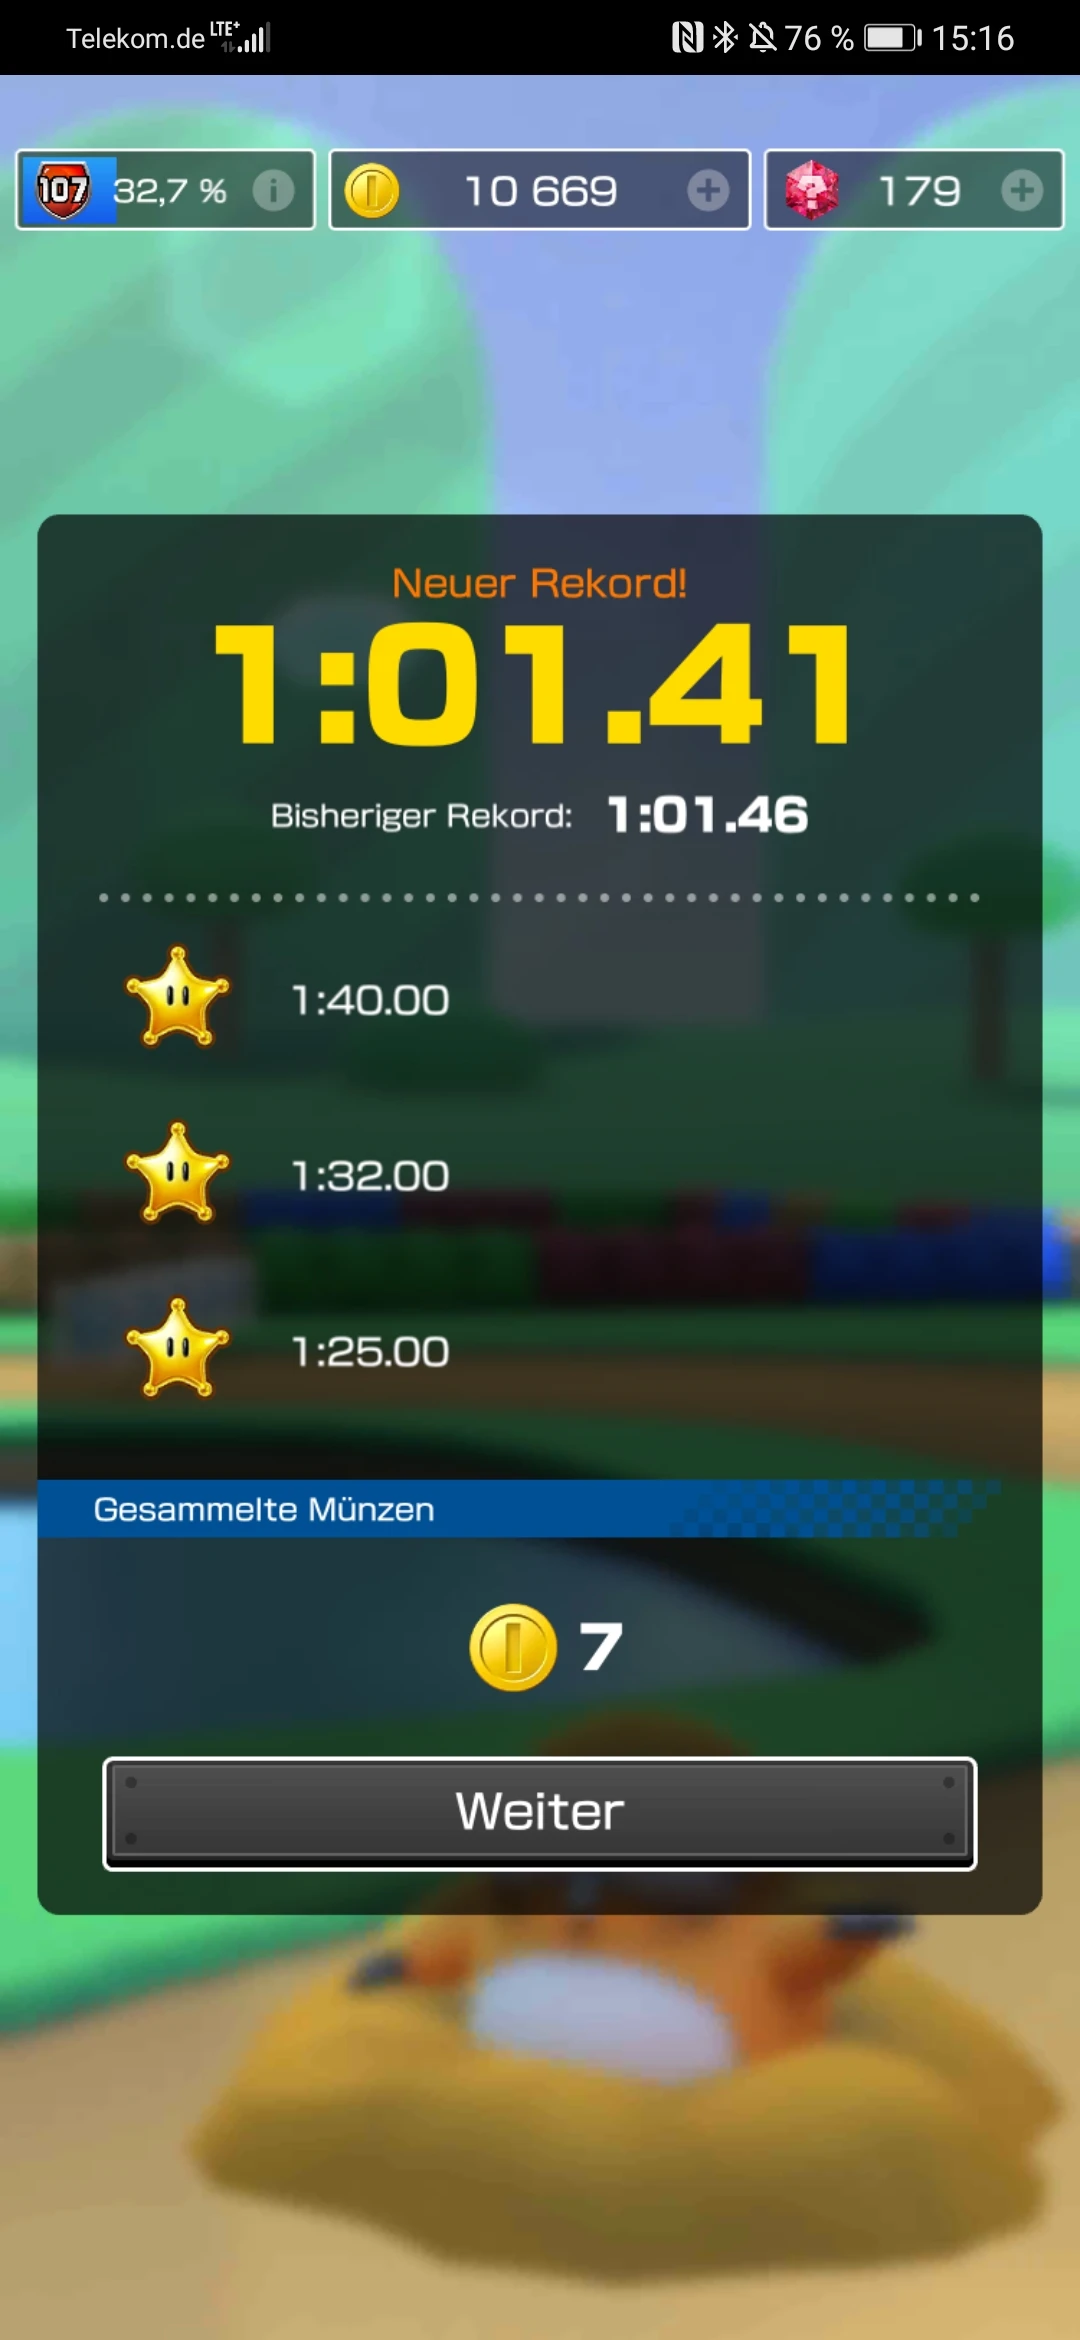 Telekom.de LTE+ 76 % 15:16
107 32,7 % i 10 669 + ? 179 +
Neuer Rekord!
1:01.41
Bisheriger Rekord: 1:01.46
1:40.00
1:32.00
1:25.00
Gesammelte Münzen
7
Weiter